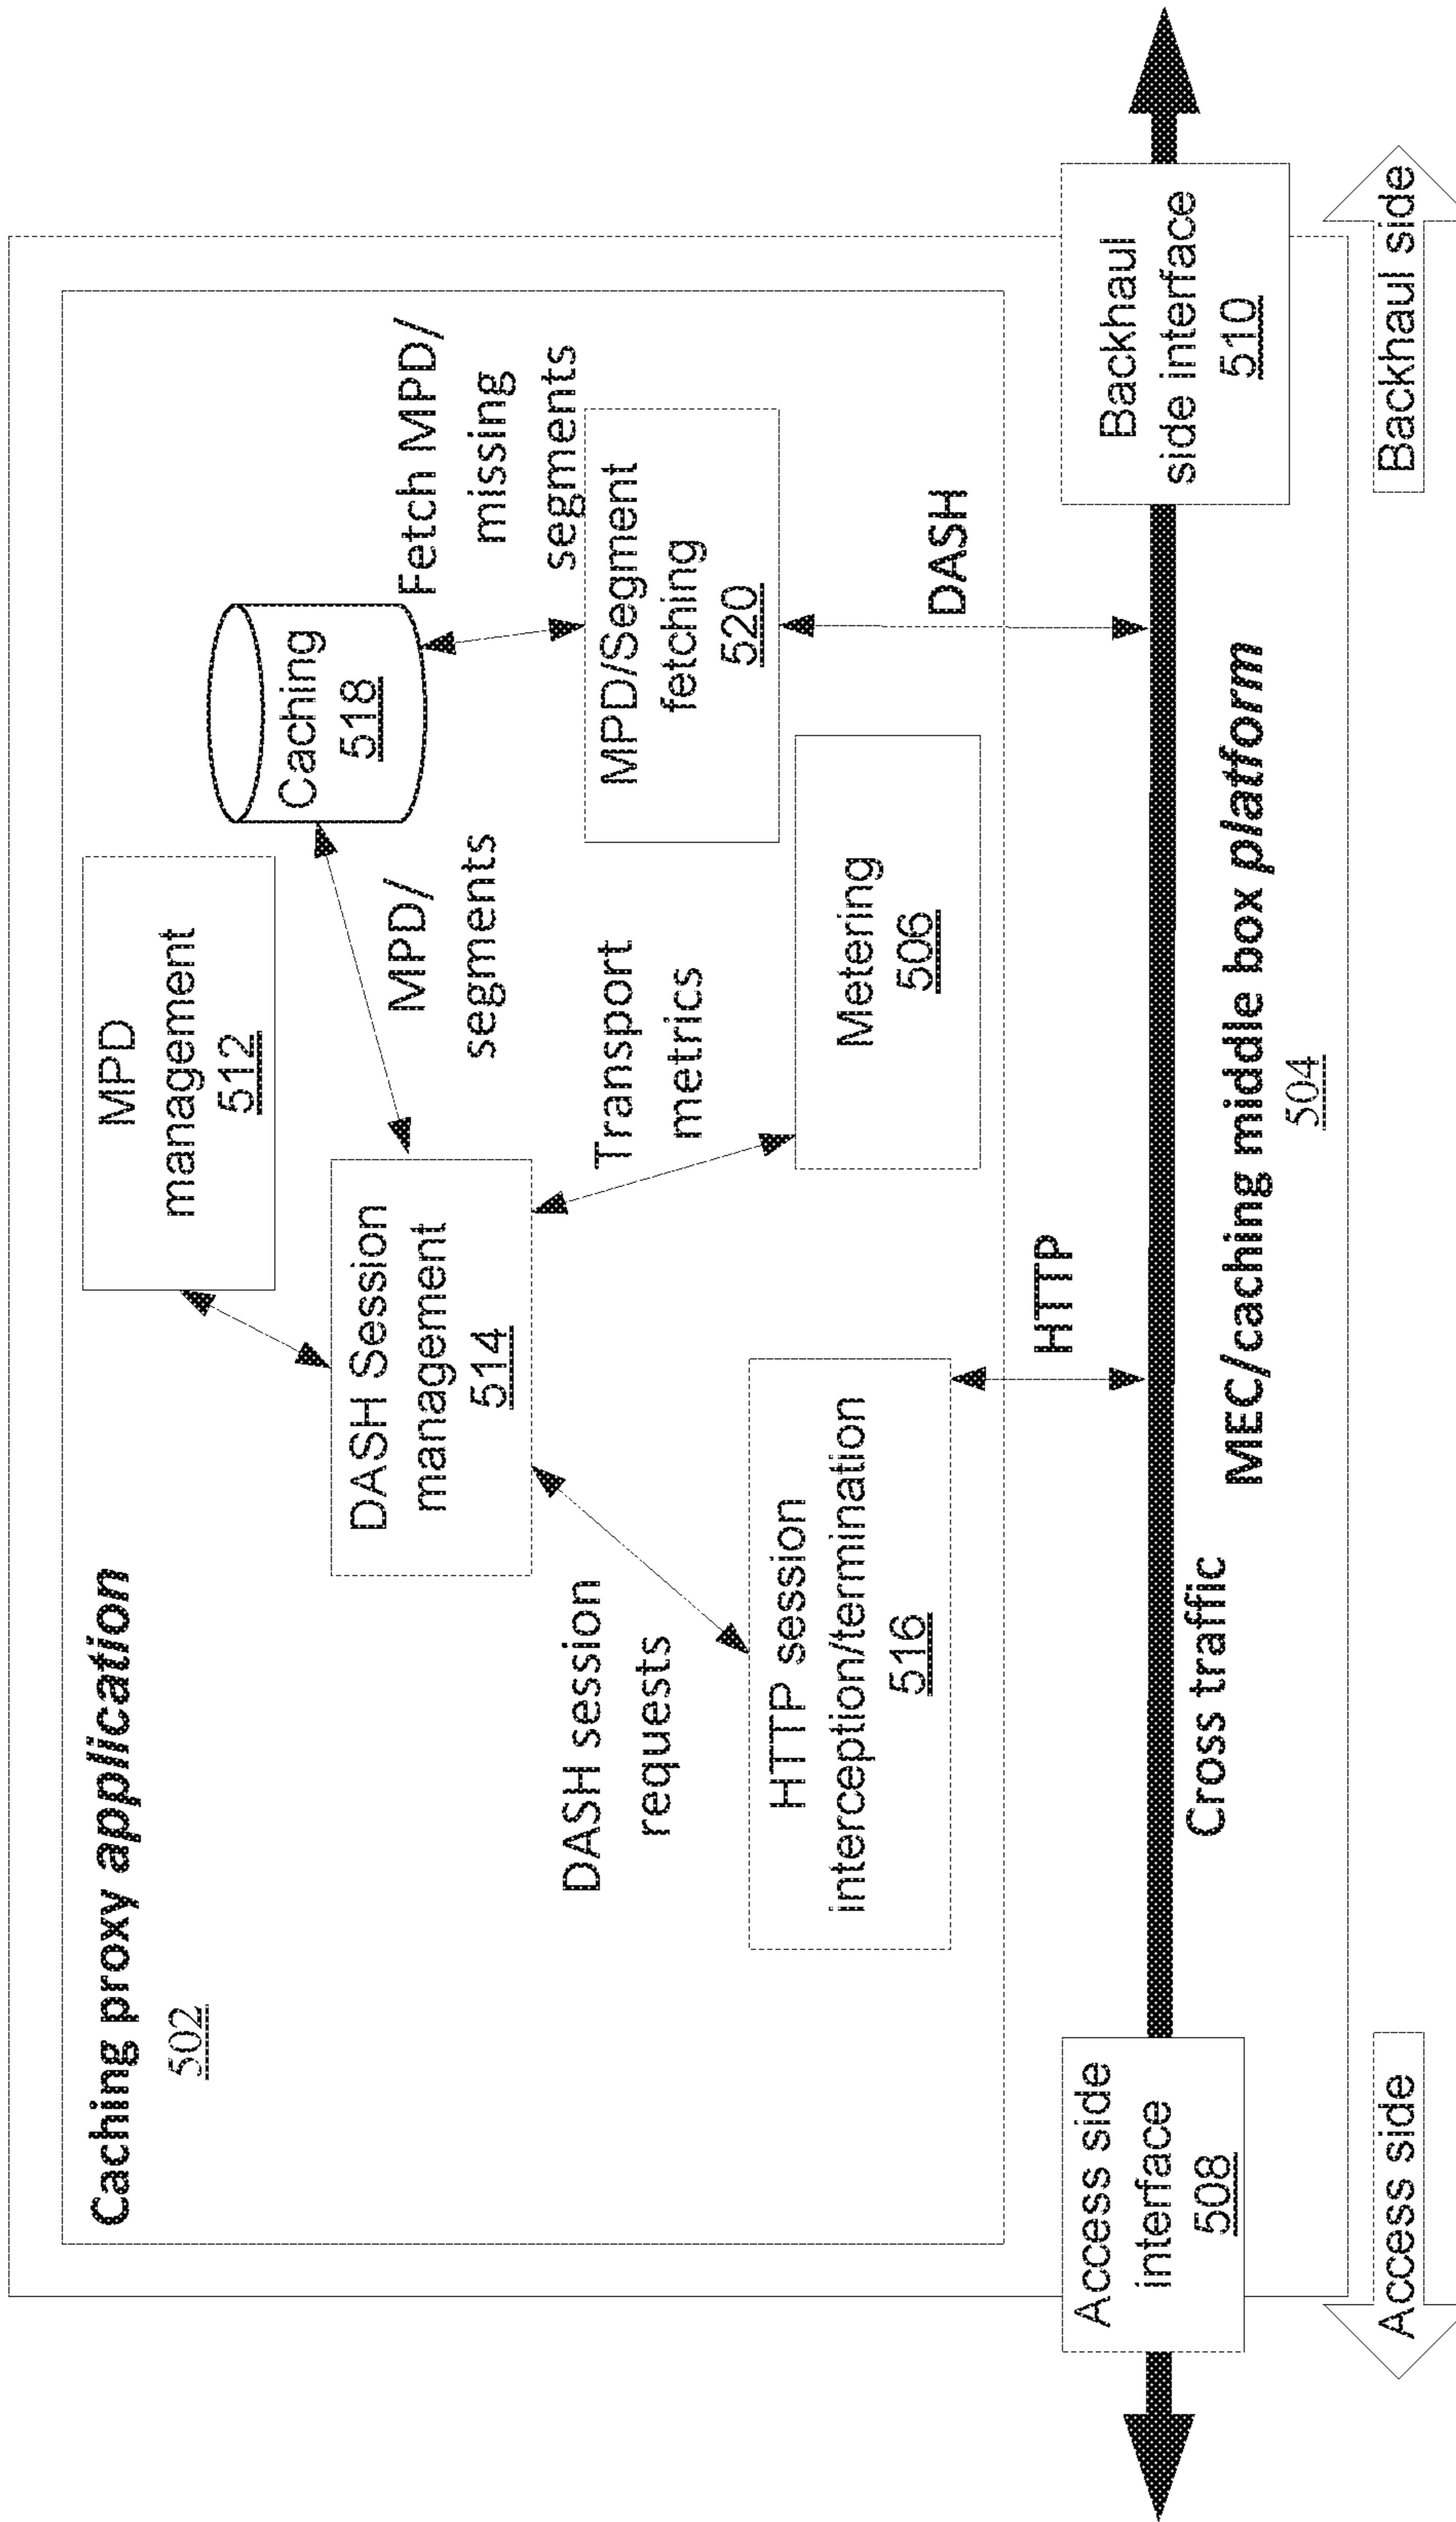 Caching proxy application
502
MPD
management
512
Caching
518
DASH Session
management
514
MPD/
segments
Fetch MPD/
missing
segments
DASH session
requests
Transport
metrics
MPD/Segment
fetching
520
HTTP session
interception/termination
516
Metering
506
HTTP
DASH
Access side
interface
508
Backhaul
side interface
510
Cross traffic
MEC/caching middle box platform
504
Access side
Backhaul side